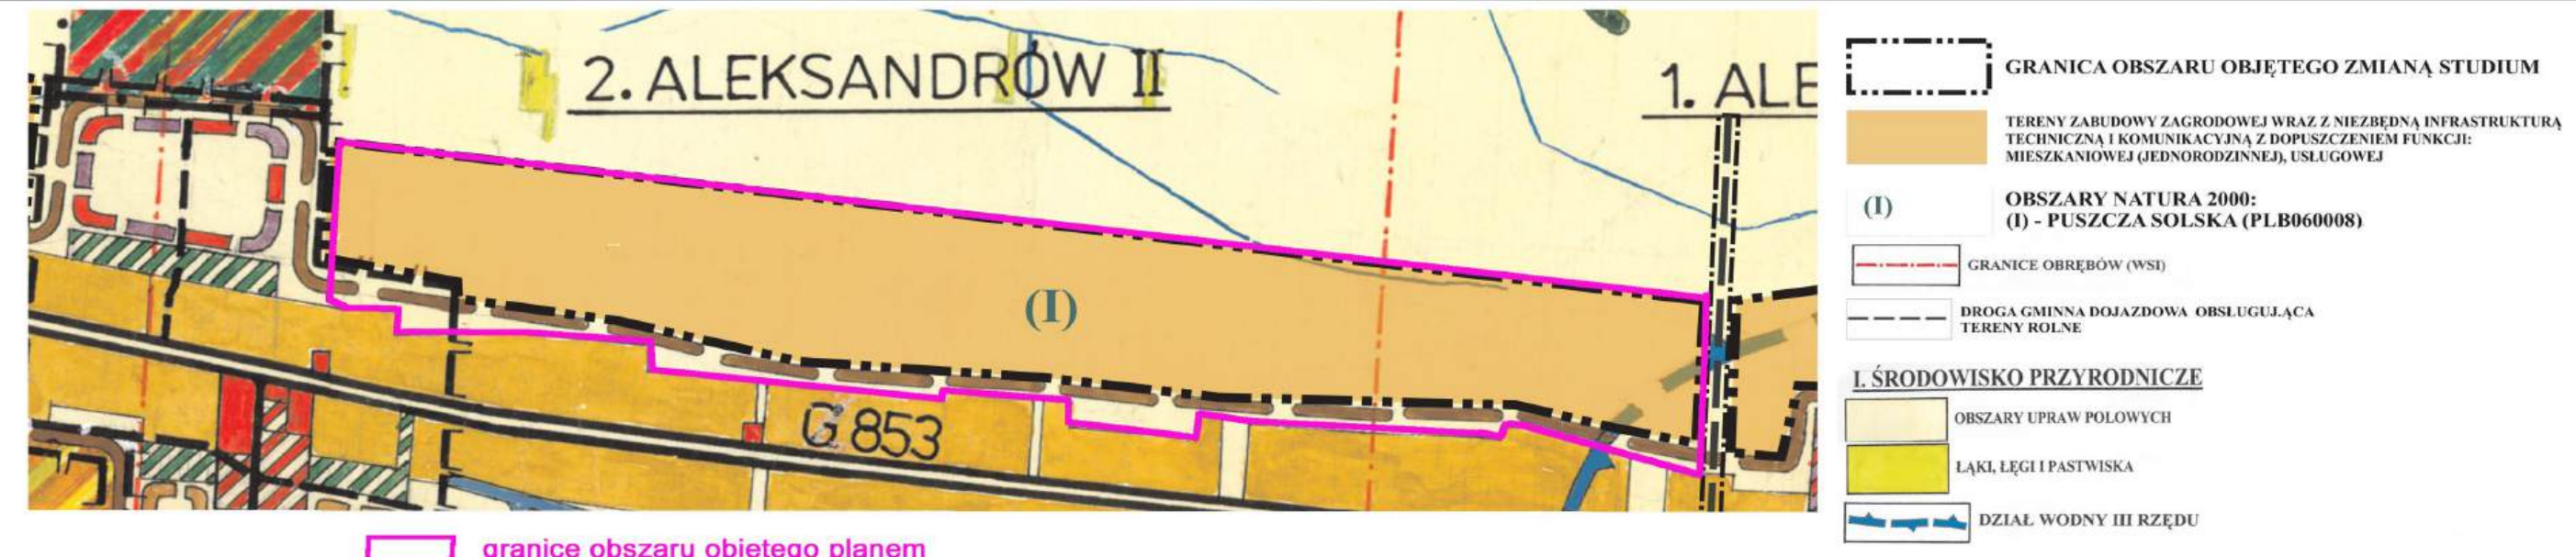 2. ALEKSANDRÓW II
1. ALE
(I)
G 853
granice obszaru objętego planem
GRANICA OBSZARU OBJĘTEGO ZMIANĄ STUDIUM
TERENY ZABUDOWY ZAGRODOWEJ WRAZ Z NIEZBĘDNĄ INFRASTRUKTURĄ
TECHNICZNĄ I KOMUNIKACYJNĄ Z DOPUSZCZENIEM FUNKCJI:
MIESZKANIOWEJ (JEDNORODZINNEJ), USŁUGOWEJ
(I)
OBSZARY NATURA 2000:
(I) - PUSZCZA SOLSKA (PLB060008)
GRANICE OBRĘBÓW (WSI)
DROGA GMINNA DOJAZDOWA OBSŁUGUJĄCA
TERENY ROLNE
I. ŚRODOWISKO PRZYRODNICZE
OBSZARY UPRAW POLOWYCH
ŁĄKI, ŁĘGI I PASTWISKA
DZIAŁ WODNY III RZĘDU